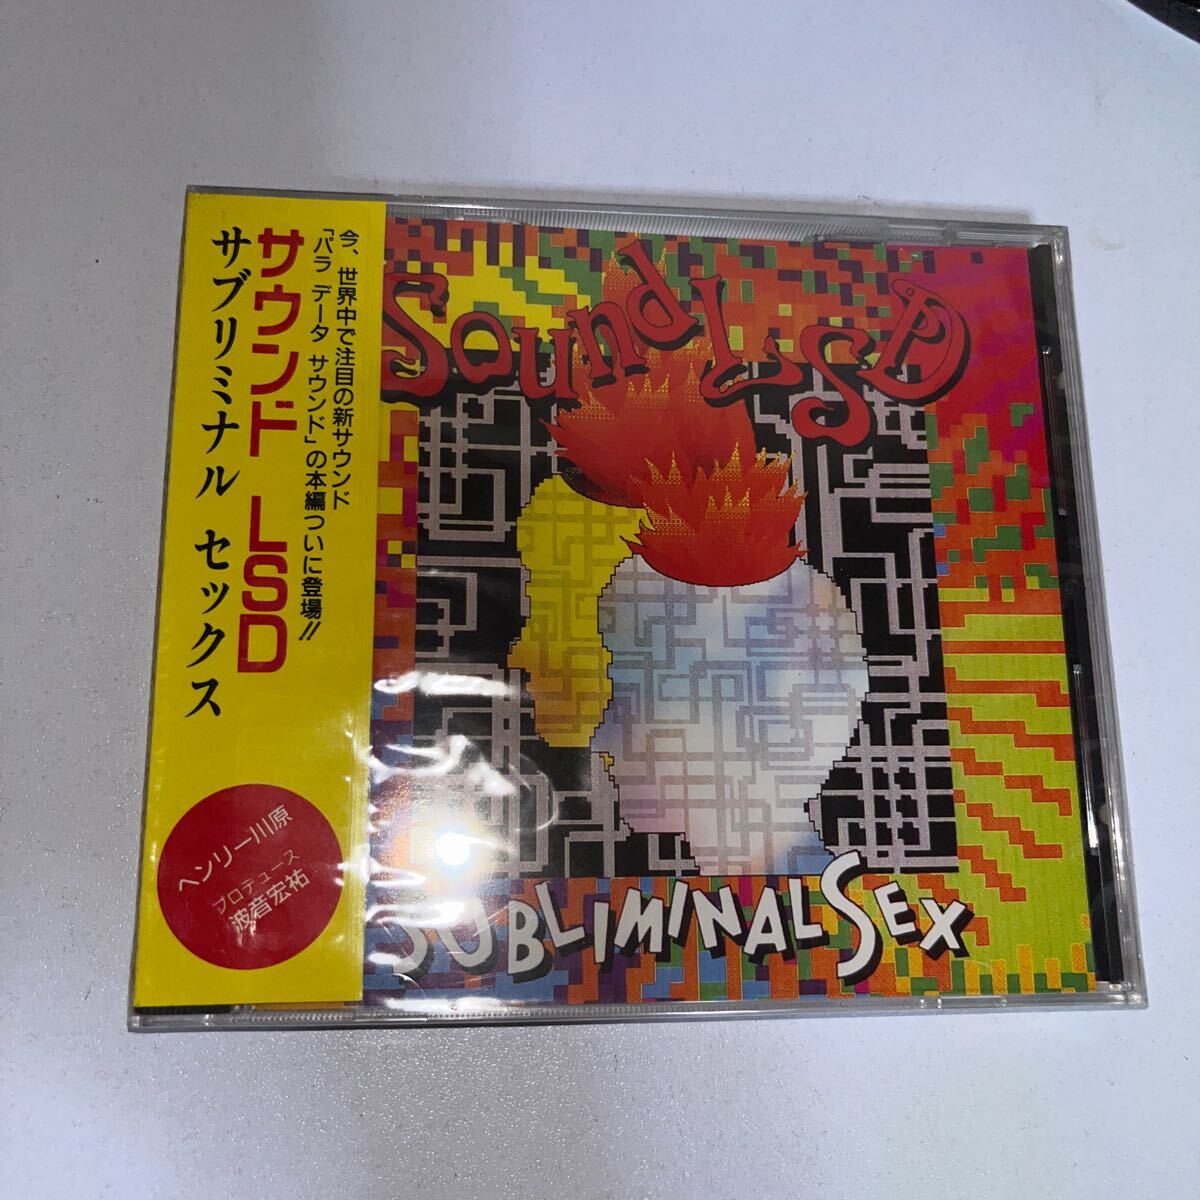 今、世界中で注目の新サウンド
「パラ データ サウンド」の本編ついに登場!!
サウンド LSD
サブリミナル セックス
ヘンリー川原
プロデュース
波音宏祐
Sound LSD
SUBLIMINAL SEX